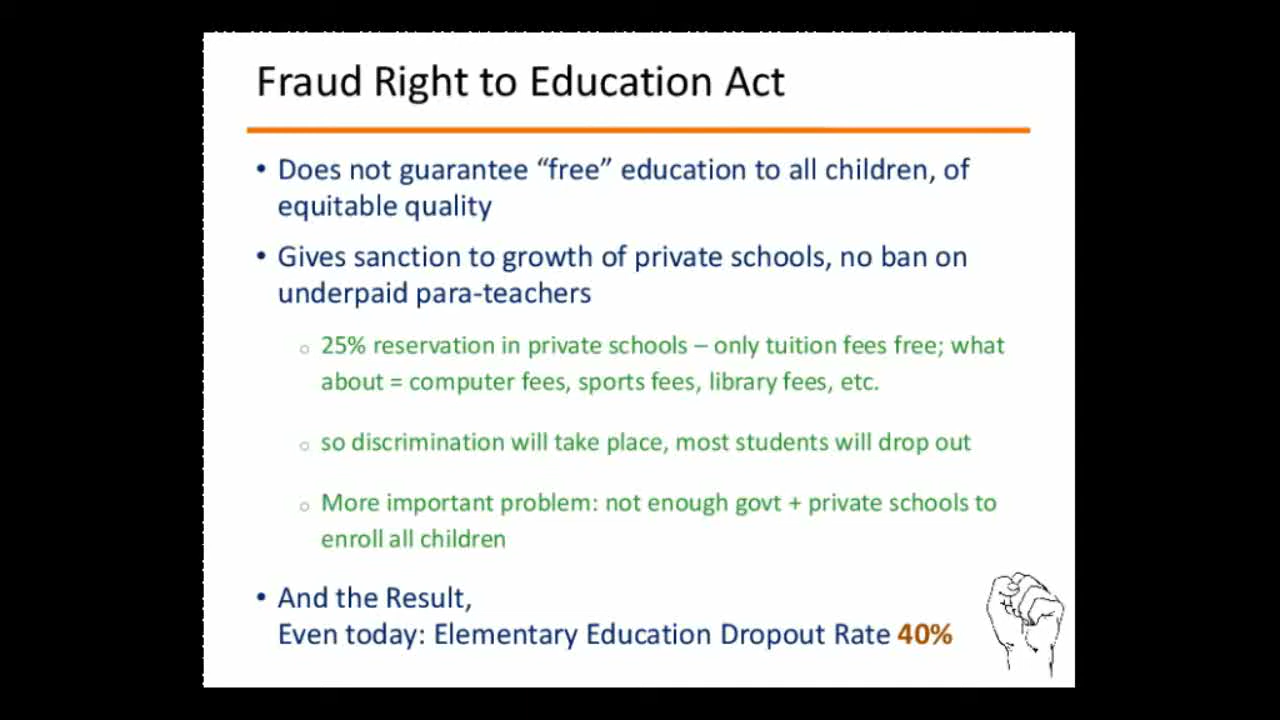 Fraud Right to Education Act
• Does not guarantee “free” education to all children, of
equitable quality
• Gives sanction to growth of private schools, no ban on
underpaid para-teachers
○ 25% reservation in private schools – only tuition fees free; what
about = computer fees, sports fees, library fees, etc.
○ so discrimination will take place, most students will drop out
○ More important problem: not enough govt + private schools to
enroll all children
• And the Result,
Even today: Elementary Education Dropout Rate 40%